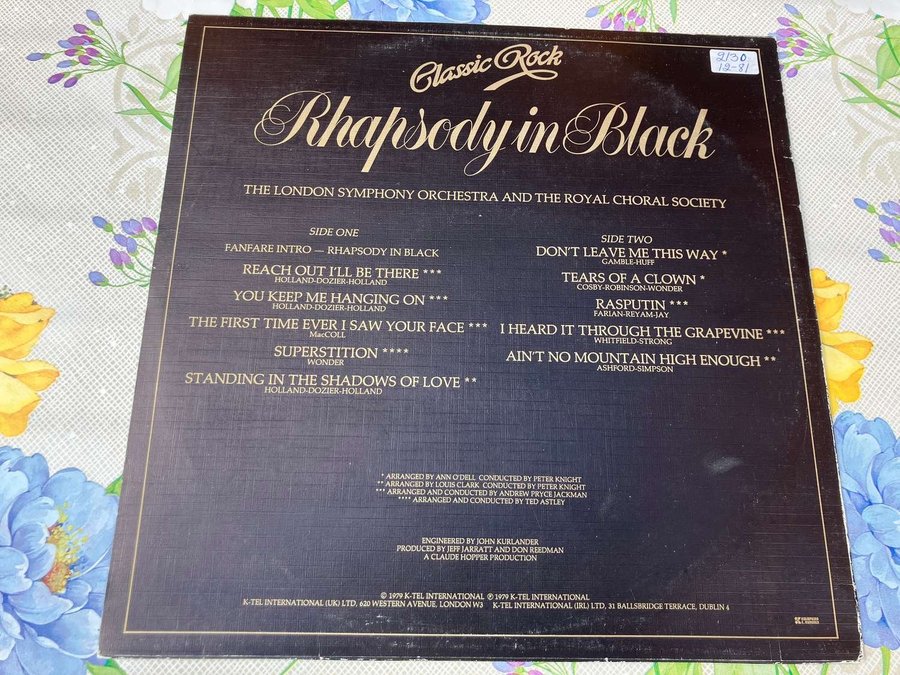 2130
12-81
Classic Rock
Rhapsody in Black
THE LONDON SYMPHONY ORCHESTRA AND THE ROYAL CHORAL SOCIETY
SIDE ONE
FANFARE INTRO — RHAPSODY IN BLACK
REACH OUT I'LL BE THERE ***
HOLLAND-DOZIER-HOLLAND
YOU KEEP ME HANGING ON ***
HOLLAND-DOZIER-HOLLAND
THE FIRST TIME EVER I SAW YOUR FACE ***
MacCOLL
SUPERSTITION ****
WONDER
STANDING IN THE SHADOWS OF LOVE **
HOLLAND-DOZIER-HOLLAND
SIDE TWO
DON'T LEAVE ME THIS WAY *
GAMBLE-HUFF
TEARS OF A CLOWN *
COSBY-ROBINSON-WONDER
RASPUTIN ***
FARIAN-REYAM-JAY
I HEARD IT THROUGH THE GRAPEVINE ***
WHITFIELD-STRONG
AIN'T NO MOUNTAIN HIGH ENOUGH **
ASHFORD-SIMPSON
* ARRANGED BY ANN O'DELL CONDUCTED BY PETER KNIGHT
** ARRANGED BY LOUIS CLARK CONDUCTED BY PETER KNIGHT
*** ARRANGED AND CONDUCTED BY ANDREW PRYCE JACKMAN
**** ARRANGED AND CONDUCTED BY TED ASTLEY
ENGINEERED BY JOHN KURLANDER
PRODUCED BY JEFF JARRATT AND DON REEDMAN
A CLAUDE HOPPER PRODUCTION
© 1979 K-TEL INTERNATIONAL ℗ 1979 K-TEL INTERNATIONAL
K-TEL INTERNATIONAL (UK) LTD, 620 WESTERN AVENUE, LONDON W3 K-TEL INTERNATIONAL (IRL) LTD, 31 BALLSBRIDGE TERRACE, DUBLIN 4